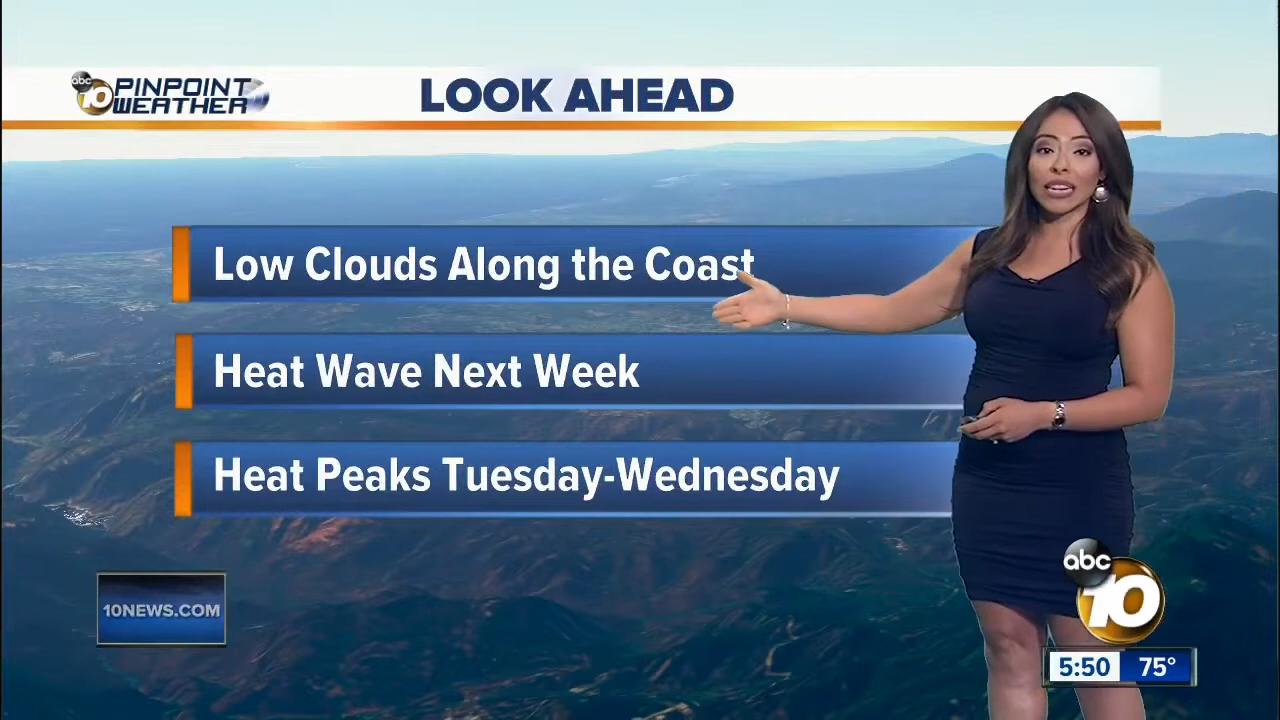 abc
10
PINPOINT
WEATHER
LOOK AHEAD
Low Clouds Along the Coast
Heat Wave Next Week
Heat Peaks Tuesday-Wednesday
10NEWS.COM
abc
10
5:50 75°